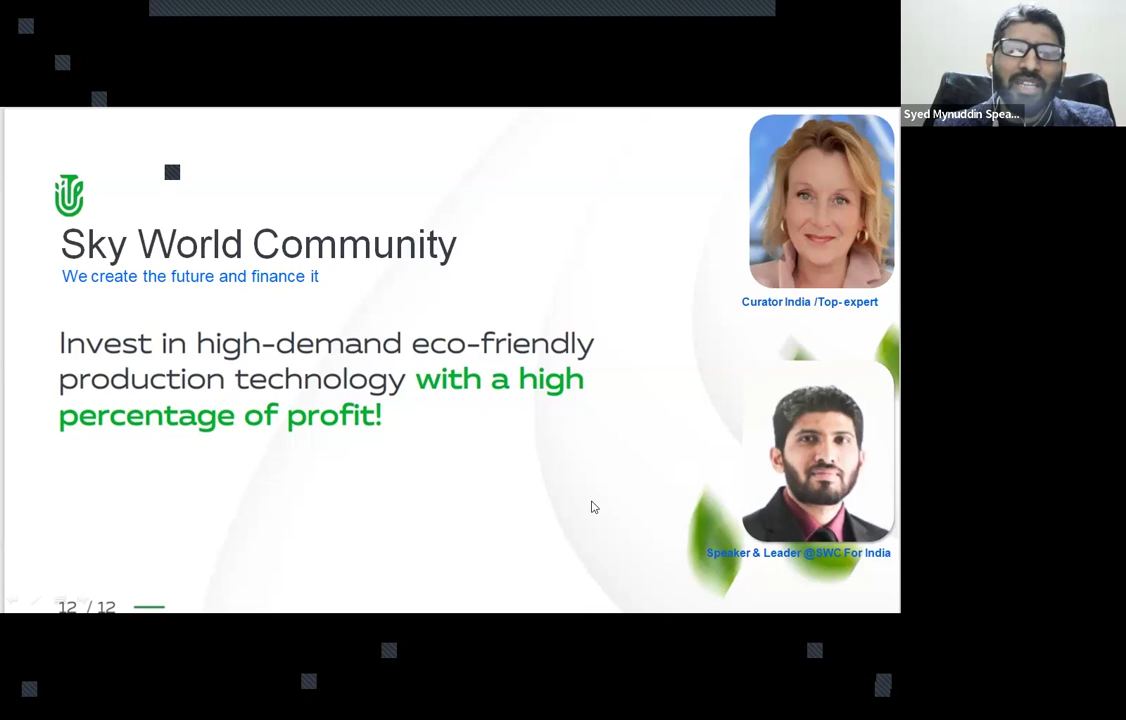 Syed Mynuddin Spea...
Sky World Community
We create the future and finance it
Curator India /Top-expert
Invest in high-demand eco-friendly
production technology with a high
percentage of profit!
Speaker & Leader @SWC For India
12 / 12